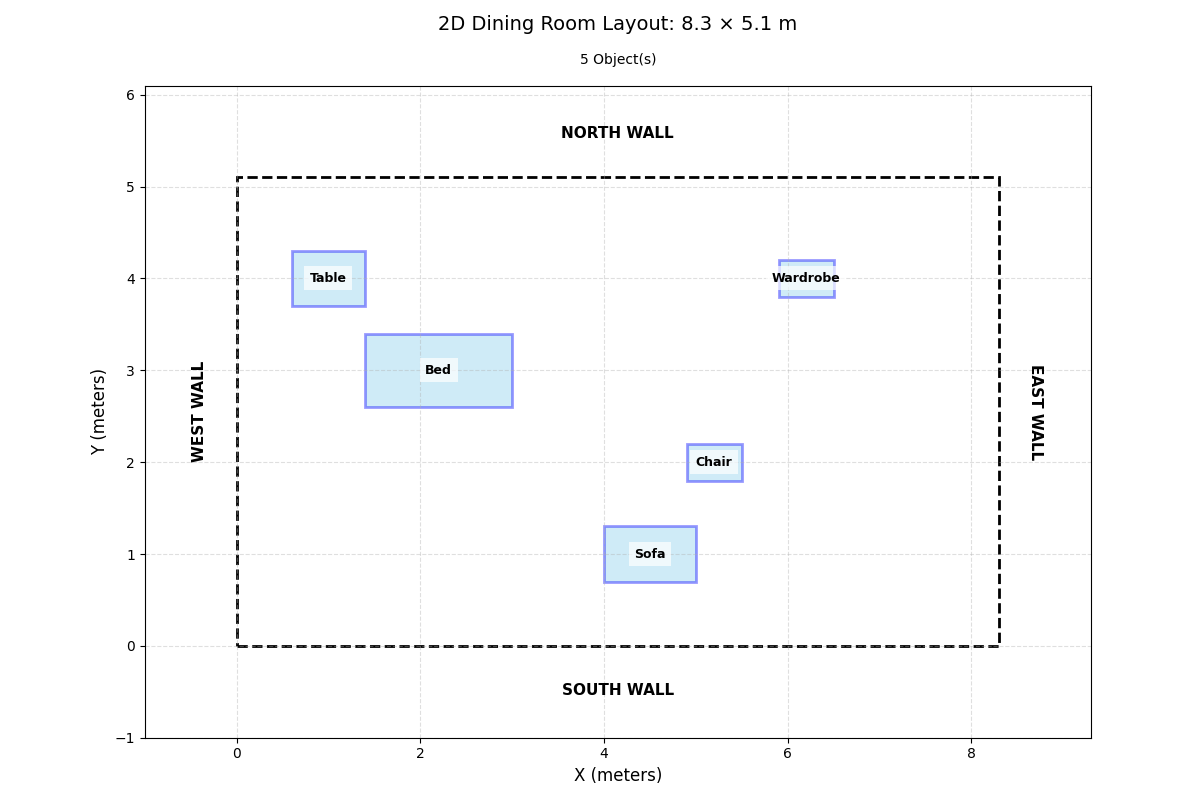 2D Dining Room Layout: 8.3 × 5.1 m
5 Object(s)
6
NORTH WALL
5
Table
Wardrobe
4
Bed
3
WEST WALL
EAST WALL
Y (meters)
Chair
2
Sofa
1
0
SOUTH WALL
−1
0 2 4 6 8
X (meters)